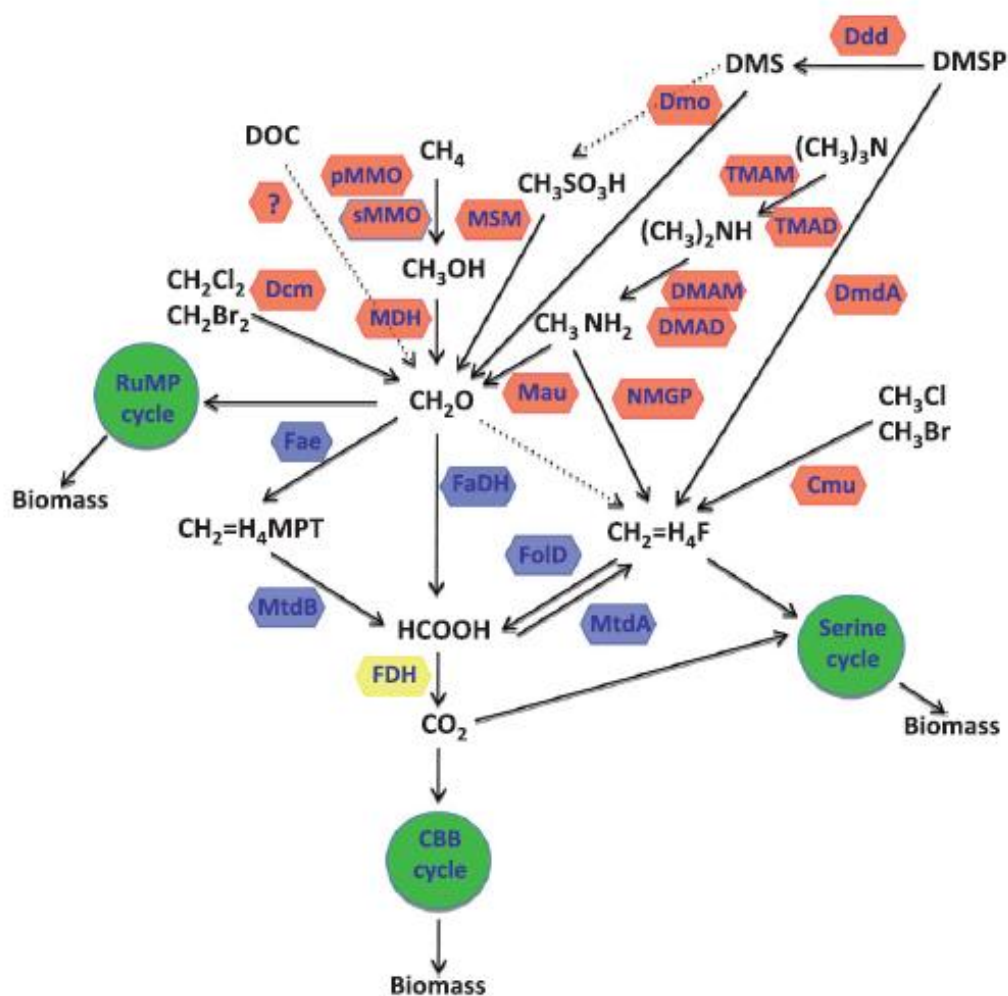 Ddd
DMS
DMSP
Dmo
DOC
CH₄
(CH₃)₃N
pMMO
TMAM
CH₃SO₃H
?
sMMO
MSM
(CH₃)₂NH
TMAD
CH₃OH
CH₂Cl₂
Dcm
DMAM
DmdA
CH₂Br₂
MDH
CH₃ NH₂
DMAD
RuMP
cycle
CH₂O
Mau
NMGP
CH₃Cl
CH₃Br
Fae
Biomass
FaDH
Cmu
CH₂=H₄MPT
CH₂=H₄F
FolD
MtdB
HCOOH
MtdA
Serine
cycle
FDH
CO₂
Biomass
CBB
cycle
Biomass